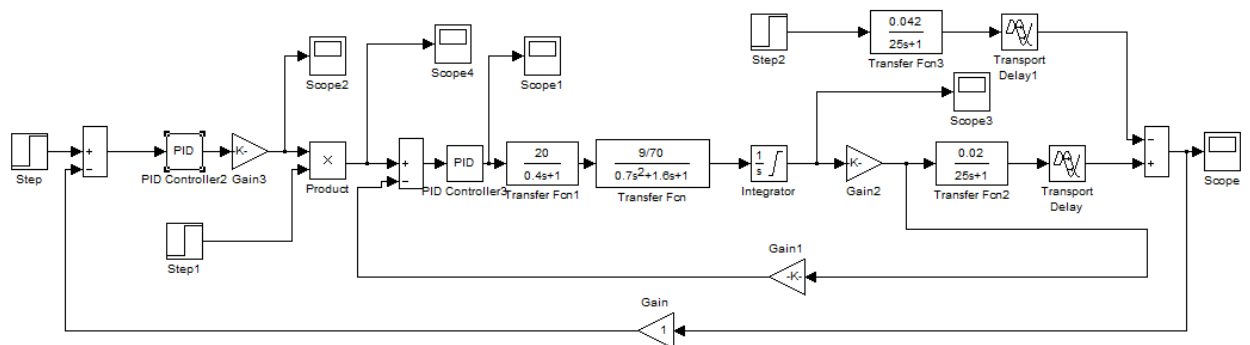 Step
+
−
PID
PID Controller2
-K-
Gain3
Scope2
Step1
×
Product
Scope4
+
−
PID
PID Controller3
Scope1
20
0.4s+1
Transfer Fcn1
9/70
0.7s²+1.6s+1
Transfer Fcn
1
s
Integrator
Scope3
K-
Gain2
Step2
0.042
25s+1
Transfer Fcn3
Transport
Delay1
0.02
25s+1
Transfer Fcn2
Transport
Delay
−
+
Scope
Gain1
-K-
Gain
1